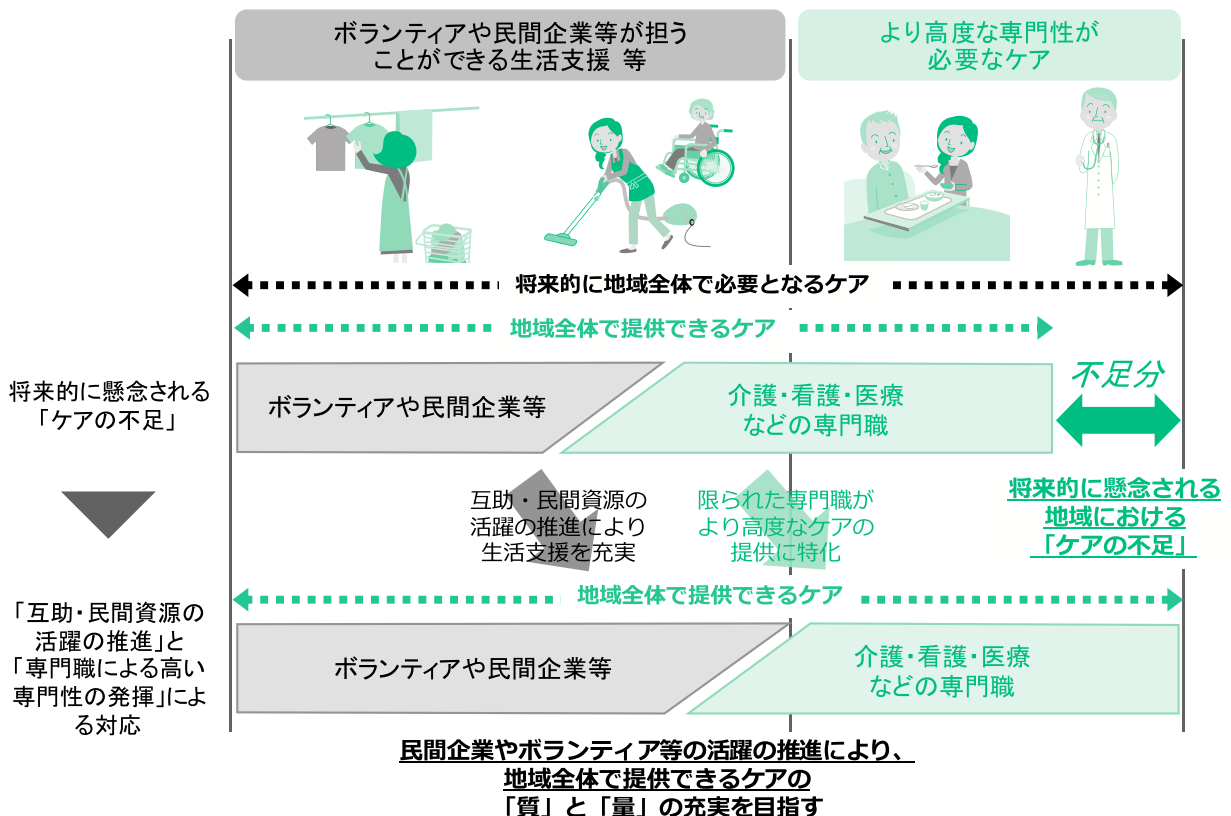 ボランティアや民間企業等が担う
ことができる生活支援 等
より高度な専門性が
必要なケア
将来的に地域全体で必要となるケア
地域全体で提供できるケア
将来的に懸念される
「ケアの不足」
ボランティアや民間企業等
介護・看護・医療
などの専門職
不足分
互助・民間資源の
活躍の推進により
生活支援を充実
限られた専門職が
より高度なケアの
提供に特化
将来的に懸念される
地域における
「ケアの不足」
地域全体で提供できるケア
「互助・民間資源の
活躍の推進」と
「専門職による高い
専門性の発揮」によ
る対応
ボランティアや民間企業等
介護・看護・医療
などの専門職
民間企業やボランティア等の活躍の推進により、
地域全体で提供できるケアの
「質」と「量」の充実を目指す